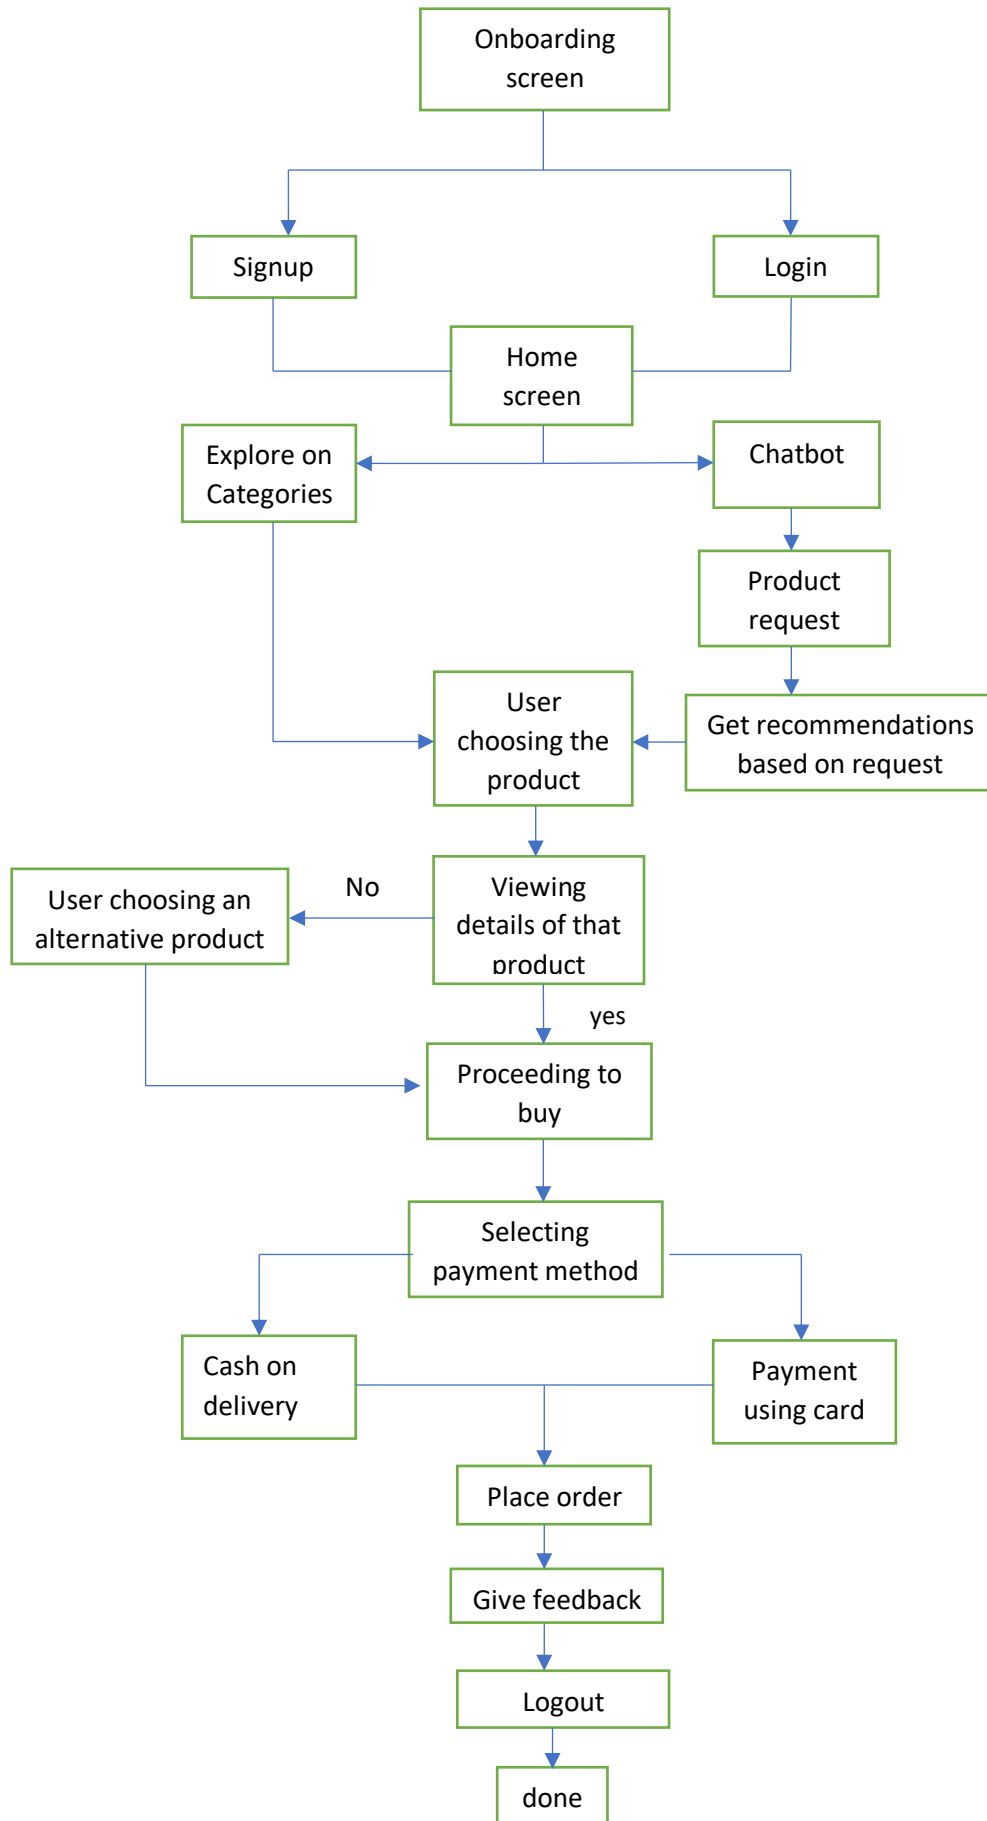 Onboarding
screen
Signup
Login
Home
screen
Explore on
Categories
Chatbot
Product
request
User
choosing the
product
Get recommendations
based on request
User choosing an
alternative product
No
Viewing
details of that
product
yes
Proceeding to
buy
Selecting
payment method
Cash on
delivery
Payment
using card
Place order
Give feedback
Logout
done